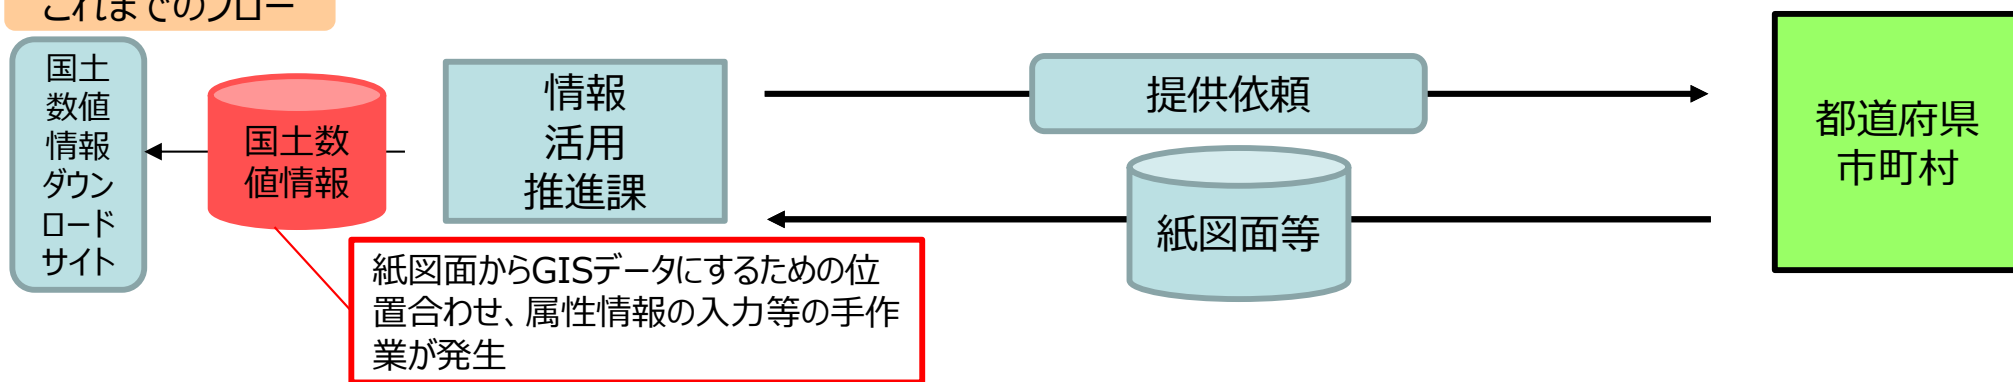 これまでのフロー
国土
数値
情報
ダウン
ロード
サイト
国土数
値情報
情報
活用
推進課
提供依頼
紙図面等
都道府県
市町村
紙図面からGISデータにするための位
置合わせ、属性情報の入力等の手作
業が発生